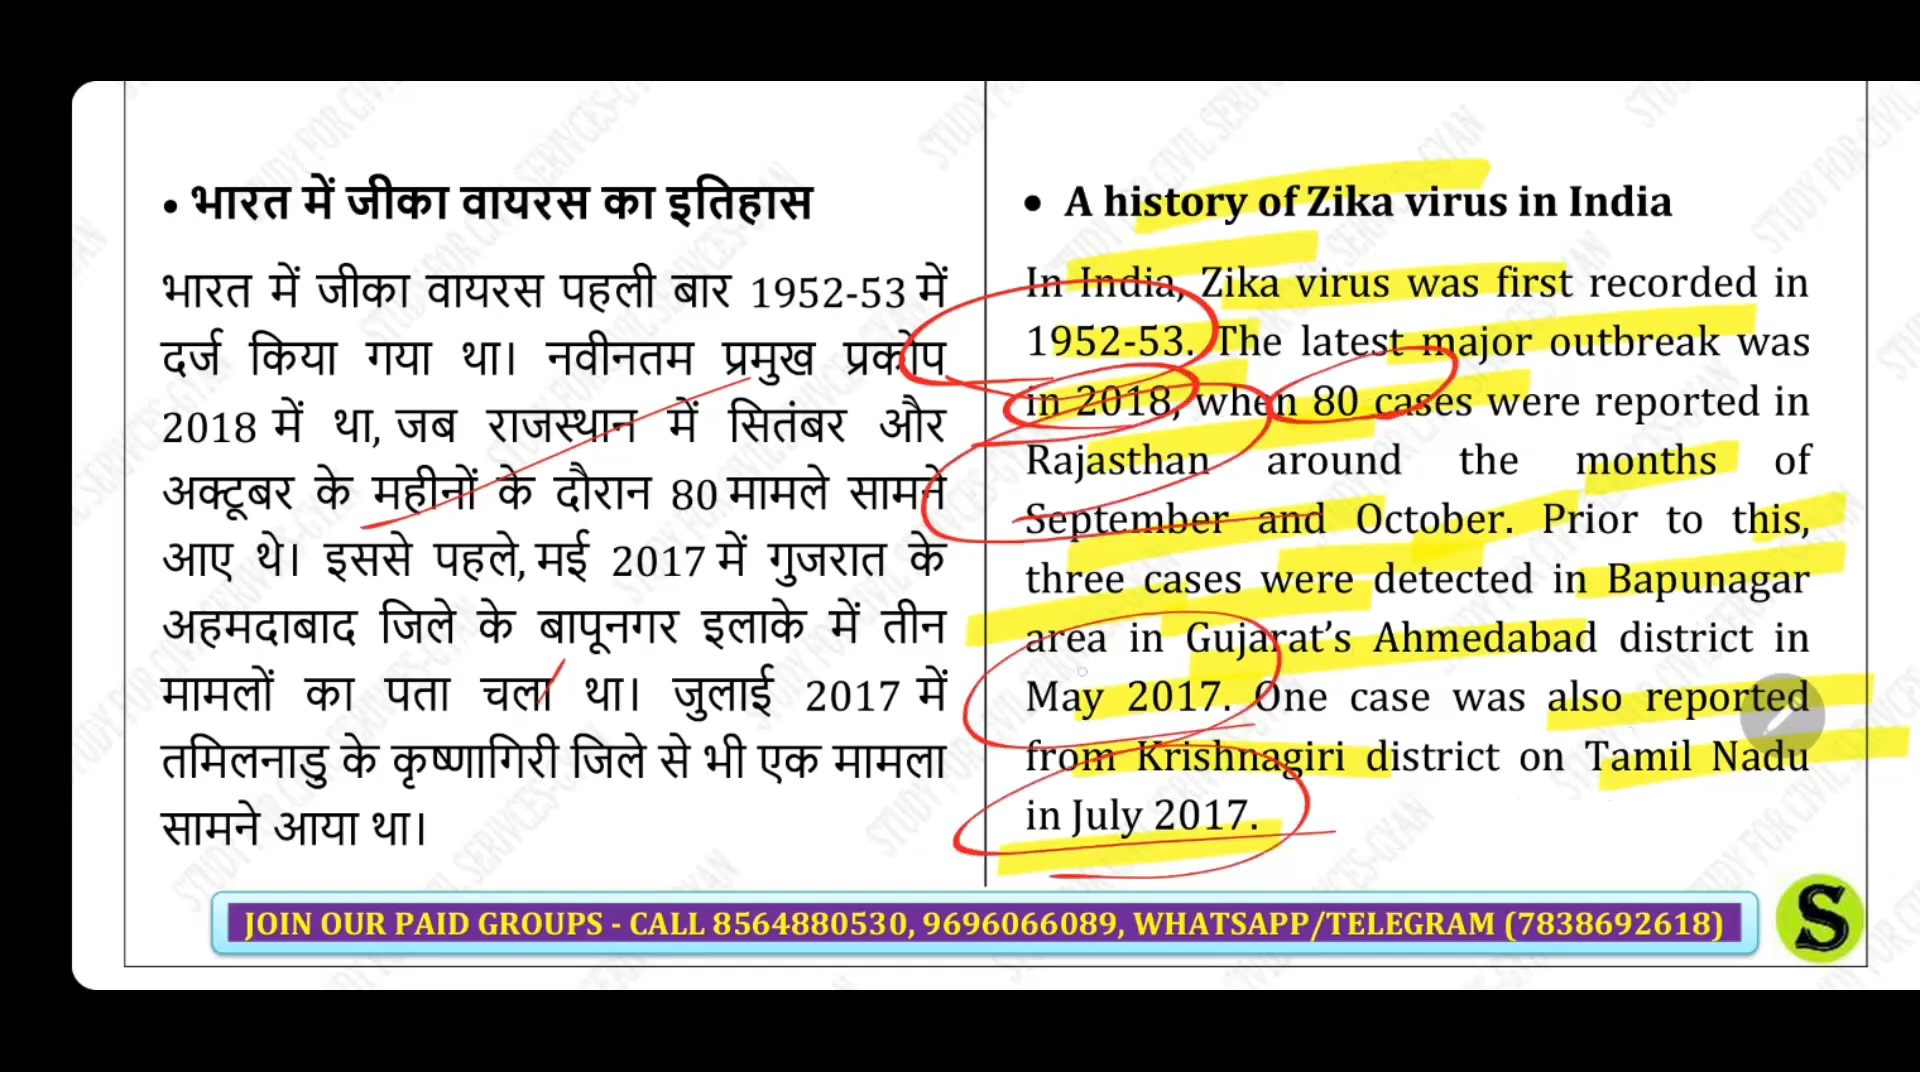 • भारत में जीका वायरस का इतिहास
भारत में जीका वायरस पहली बार 1952-53 में
दर्ज किया गया था। नवीनतम प्रमुख प्रकोप
2018 में था, जब राजस्थान में सितंबर और
अक्टूबर के महीनों के दौरान 80 मामले सामने
आए थे। इससे पहले, मई 2017 में गुजरात के
अहमदाबाद जिले के बापूनगर इलाके में तीन
मामलों का पता चला था। जुलाई 2017 में
तमिलनाडु के कृष्णागिरी जिले से भी एक मामला
सामने आया था।
• A history of Zika virus in India
In India, Zika virus was first recorded in
1952-53. The latest major outbreak was
in 2018, when 80 cases were reported in
Rajasthan around the months of
September and October. Prior to this,
three cases were detected in Bapunagar
area in Gujarat’s Ahmedabad district in
May 2017. One case was also reported
from Krishnagiri district on Tamil Nadu
in July 2017.
JOIN OUR PAID GROUPS - CALL 8564880530, 9696066089, WHATSAPP/TELEGRAM (7838692618)
S